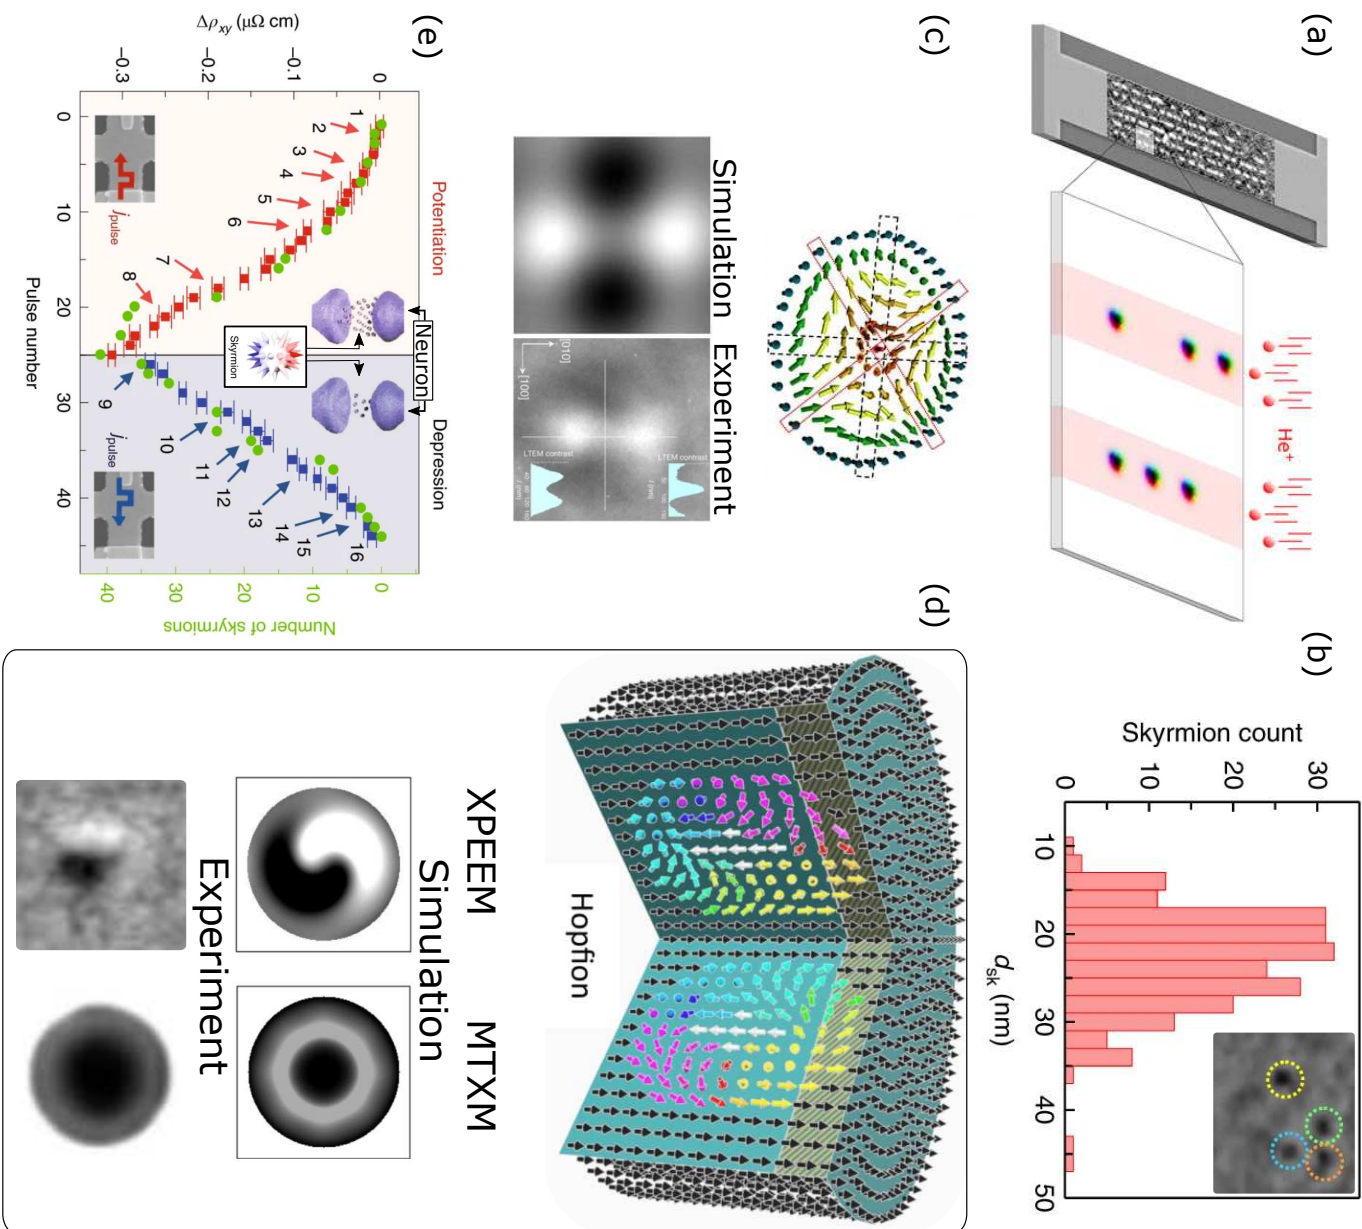 (a)
He⁺
(b)
Skyrmion count
0
10
20
30
10
20
30
40
50
d_sk (nm)
(c)
Simulation
Experiment
[010]
[100]
LTEM contrast
LTEM contrast
(d)
Hopfion
XPEEM
MTXM
Simulation
Experiment
(e)
Potentiation
Depression
Neuron
Skyrmion
Δρ_xy (μΩ cm)
0
−0.1
−0.2
−0.3
1
2
3
4
5
6
7
8
9
10
11
12
13
14
15
16
j_pulse
j_pulse
0
10
20
30
40
Pulse number
0
10
20
30
40
Number of skyrmions